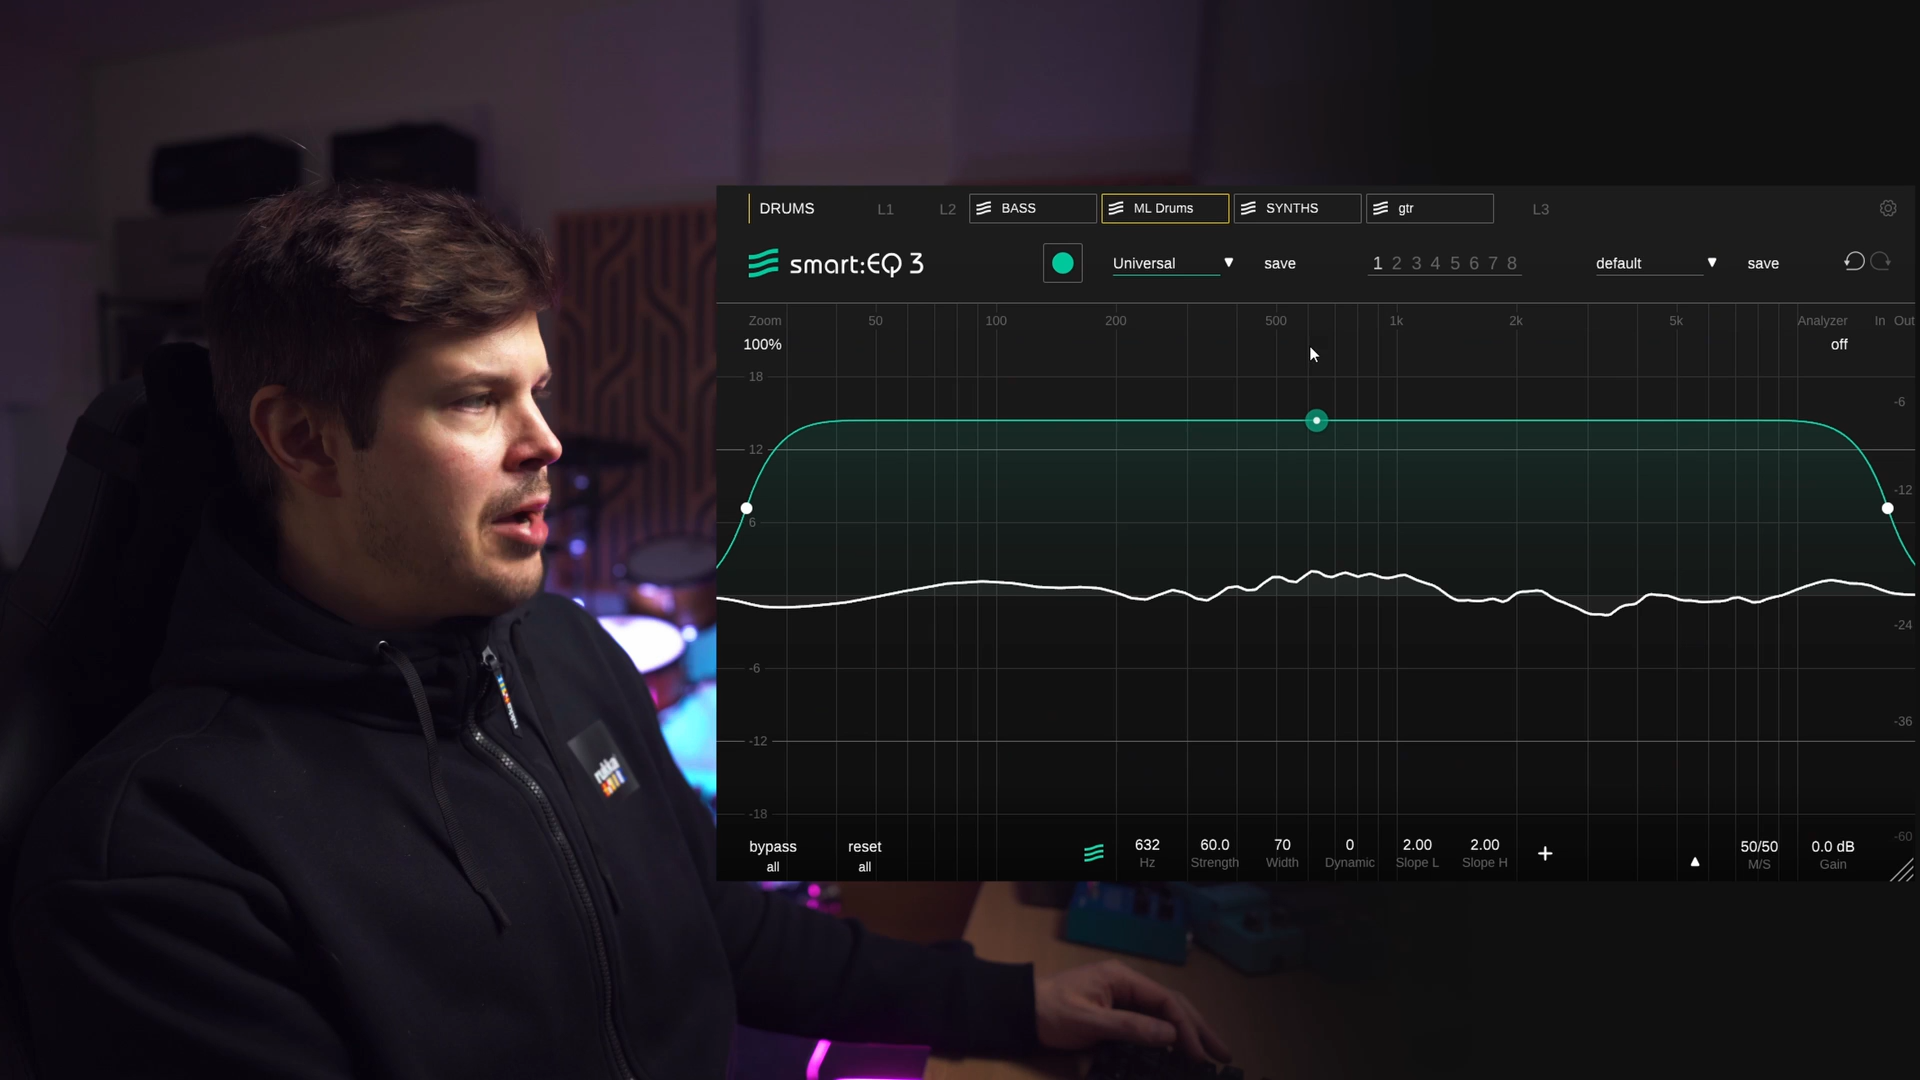 DRUMS L1 L2 BASS ML Drums SYNTHS gtr L3
smart:EQ 3 Universal save 1 2 3 4 5 6 7 8 default save
Zoom 50 100 200 500 1k 2k 5k Analyzer In Out
100% off
18
-6
12
-12
6
-24
-6
-36
-12
-18
-60
bypass reset 632 60.0 70 0 2.00 2.00 + 50/50 0.0 dB
all all Hz Strength Width Dynamic Slope L Slope H M/S Gain
rukka
rukka